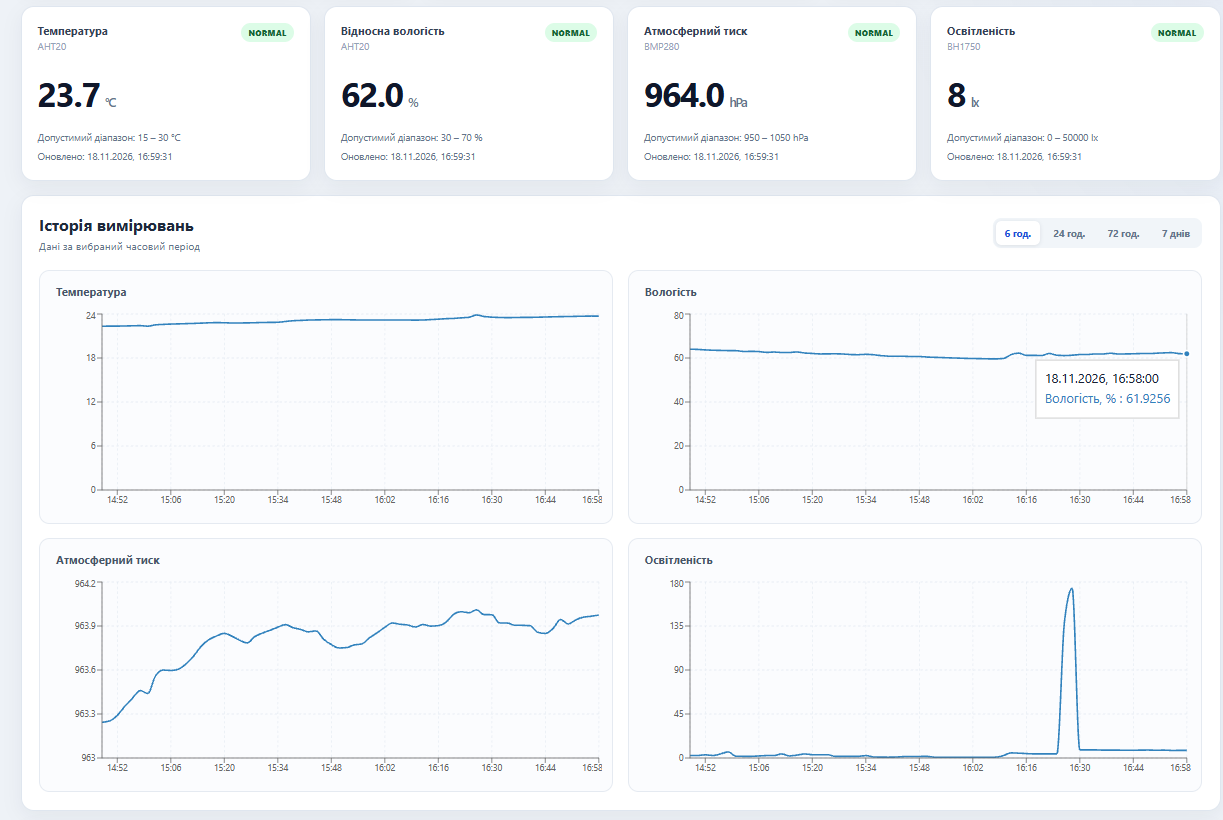 Температура NORMAL
AHT20
23.7 °C
Допустимий діапазон: 15 – 30 °C
Оновлено: 18.11.2026, 16:59:31
Відносна вологість NORMAL
AHT20
62.0 %
Допустимий діапазон: 30 – 70 %
Оновлено: 18.11.2026, 16:59:31
Атмосферний тиск NORMAL
BMP280
964.0 hPa
Допустимий діапазон: 950 – 1050 hPa
Оновлено: 18.11.2026, 16:59:31
Освітленість NORMAL
BH1750
8 lx
Допустимий діапазон: 0 – 50000 lx
Оновлено: 18.11.2026, 16:59:31
Історія вимірювань
Дані за вибраний часовий період
6 год. 24 год. 72 год. 7 днів
Температура
24
18
12
6
0
14:52 15:06 15:20 15:34 15:48 16:02 16:16 16:30 16:44 16:58
Вологість
80
60
40
20
0
18.11.2026, 16:58:00
Вологість, % : 61.9256
14:52 15:06 15:20 15:34 15:48 16:02 16:16 16:30 16:44 16:58
Атмосферний тиск
964.2
963.9
963.6
963.3
963
14:52 15:06 15:20 15:34 15:48 16:02 16:16 16:30 16:44 16:58
Освітленість
180
135
90
45
0
14:52 15:06 15:20 15:34 15:48 16:02 16:16 16:30 16:44 16:58